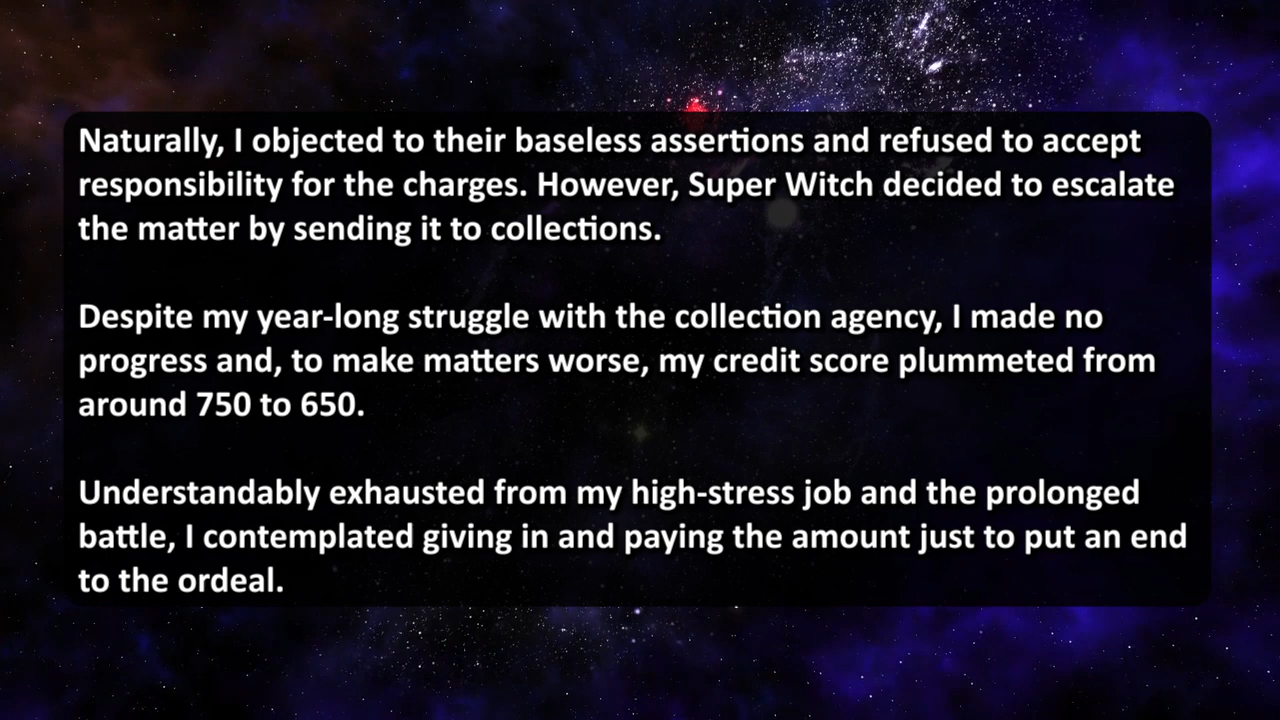 Naturally, I objected to their baseless assertions and refused to accept
responsibility for the charges. However, Super Witch decided to escalate
the matter by sending it to collections.
Despite my year-long struggle with the collection agency, I made no
progress and, to make matters worse, my credit score plummeted from
around 750 to 650.
Understandably exhausted from my high-stress job and the prolonged
battle, I contemplated giving in and paying the amount just to put an end
to the ordeal.